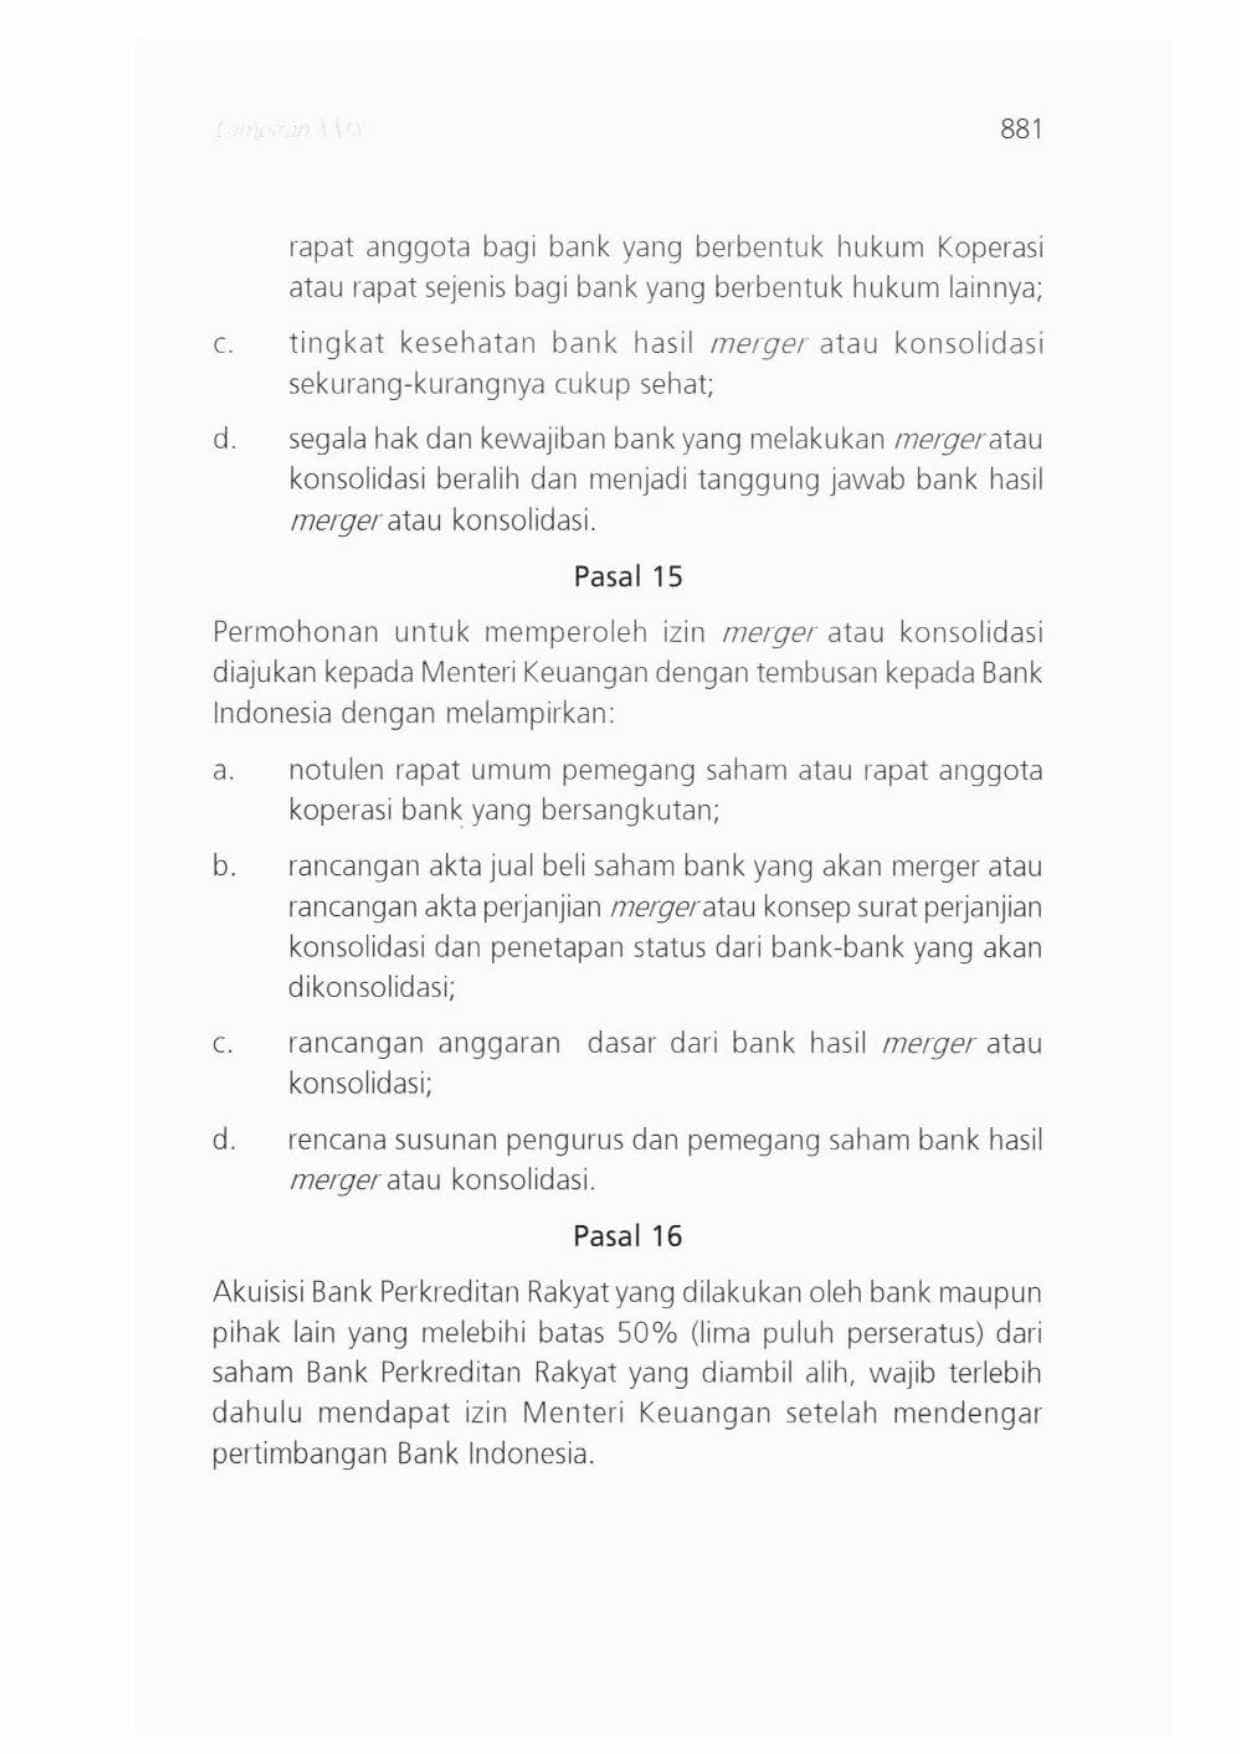 Lampiran
881
rapat anggota bagi bank yang berbentuk hukum Koperasi
atau rapat sejenis bagi bank yang berbentuk hukum lainnya;
c. tingkat kesehatan bank hasil merger atau konsolidasi
sekurang-kurangnya cukup sehat;
d. segala hak dan kewajiban bank yang melakukan merger atau
konsolidasi beralih dan menjadi tanggung jawab bank hasil
merger atau konsolidasi.
Pasal 15
Permohonan untuk memperoleh izin merger atau konsolidasi
diajukan kepada Menteri Keuangan dengan tembusan kepada Bank
Indonesia dengan melampirkan:
a. notulen rapat umum pemegang saham atau rapat anggota
koperasi bank yang bersangkutan;
b. rancangan akta jual beli saham bank yang akan merger atau
rancangan akta perjanjian merger atau konsep surat perjanjian
konsolidasi dan penetapan status dari bank-bank yang akan
dikonsolidasi;
c. rancangan anggaran dasar dari bank hasil merger atau
konsolidasi;
d. rencana susunan pengurus dan pemegang saham bank hasil
merger atau konsolidasi.
Pasal 16
Akuisisi Bank Perkreditan Rakyat yang dilakukan oleh bank maupun
pihak lain yang melebihi batas 50% (lima puluh perseratus) dari
saham Bank Perkreditan Rakyat yang diambil alih, wajib terlebih
dahulu mendapat izin Menteri Keuangan setelah mendengar
pertimbangan Bank Indonesia.